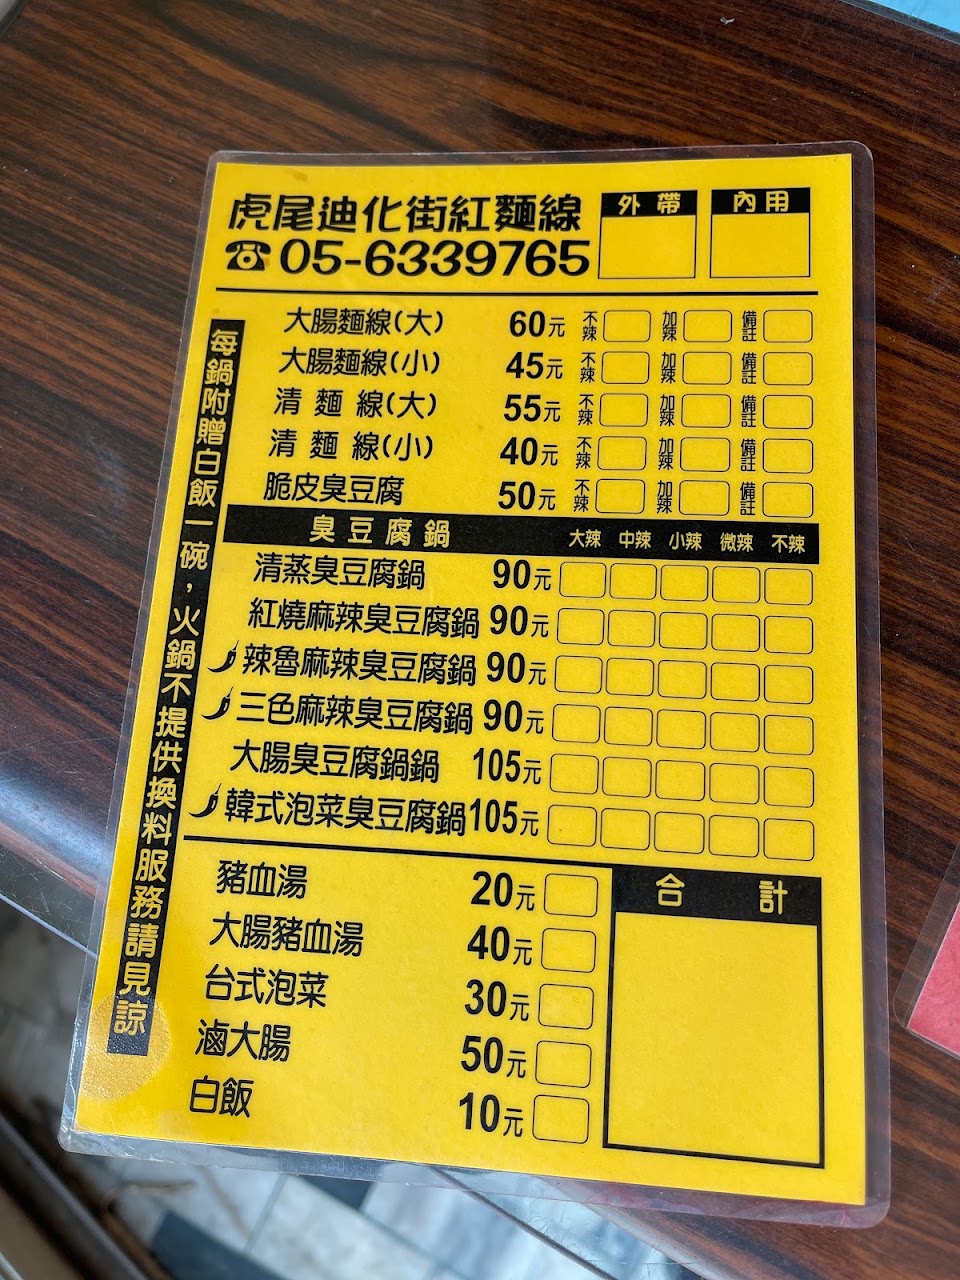 虎尾迪化街紅麵線
☎05-6339765
外帶
內用
每鍋附贈白飯一碗，火鍋不提供換料服務請見諒
大腸麵線(大) 60元 不辣 加辣 備註
大腸麵線(小) 45元 不辣 加辣 備註
清麵線(大) 55元 不辣 加辣 備註
清麵線(小) 40元 不辣 加辣 備註
脆皮臭豆腐 50元 不辣 加辣 備註
臭豆腐鍋 大辣 中辣 小辣 微辣 不辣
清蒸臭豆腐鍋 90元
紅燒麻辣臭豆腐鍋 90元
辣魯麻辣臭豆腐鍋 90元
三色麻辣臭豆腐鍋 90元
大腸臭豆腐鍋鍋 105元
韓式泡菜臭豆腐鍋 105元
豬血湯 20元
大腸豬血湯 40元
台式泡菜 30元
滷大腸 50元
白飯 10元
合計